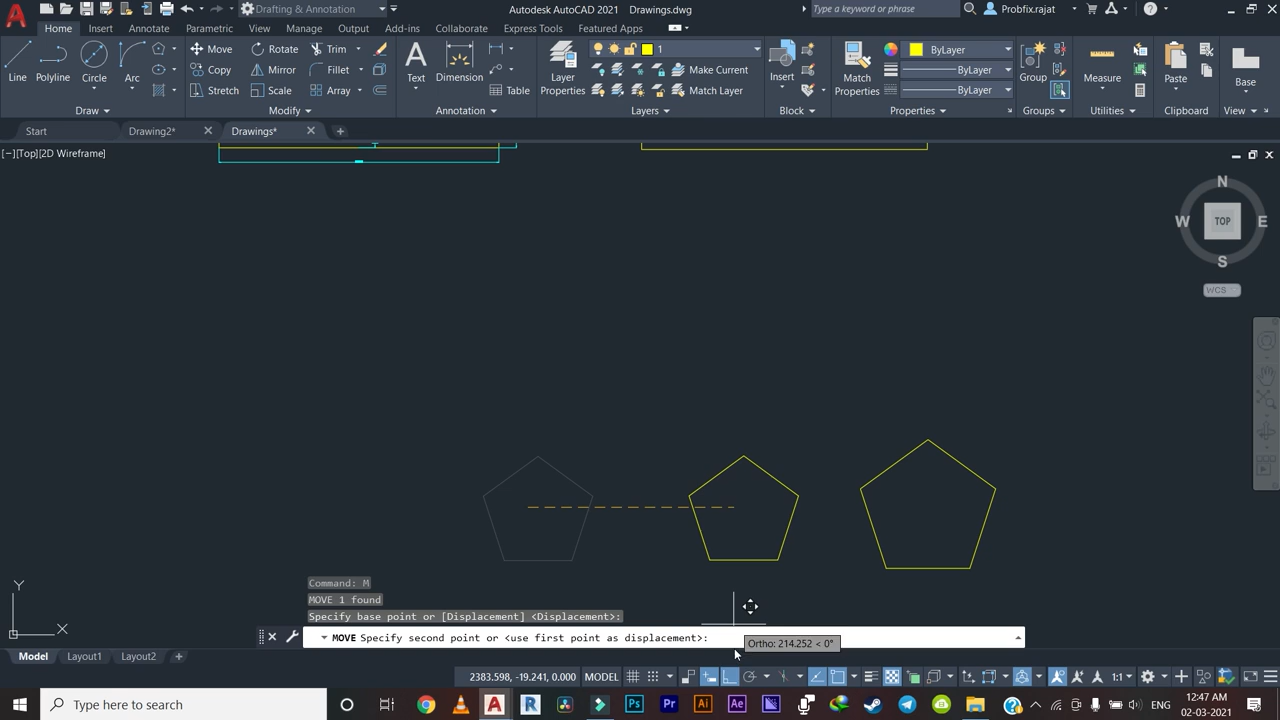 Drafting & Annotation
Autodesk AutoCAD 2021 Drawings.dwg
Type a keyword or phrase
Probfix.rajat
Home Insert Annotate Parametric View Manage Output Collaborate Express Tools Featured Apps
Line
Polyline
Circle
Arc
Draw
Move
Copy
Stretch
Rotate
Mirror
Scale
Trim
Fillet
Array
Modify
Text
Dimension
Table
Annotation
Layer
Properties
1
Make Current
Match Layer
Layers
Insert
Block
Match
Properties
ByLayer
ByLayer
ByLayer
Properties
Group
Groups
Measure
Utilities
Paste
Clipboard
Base
View
Start
Drawing2*
Drawings*
[−][Top][2D Wireframe]
N
W
TOP
E
S
WCS
Y
X
Command: M
MOVE 1 found
Specify base point or [Displacement] <Displacement>:
MOVE Specify second point or <use first point as displacement>:
Ortho: 214.252 < 0°
Model Layout1 Layout2
2383.598, -19.241, 0.000 MODEL
1:1
Type here to search
Ps
Pr
Ai
Ae
R
A
ENG
12:47 AM
02-03-2021